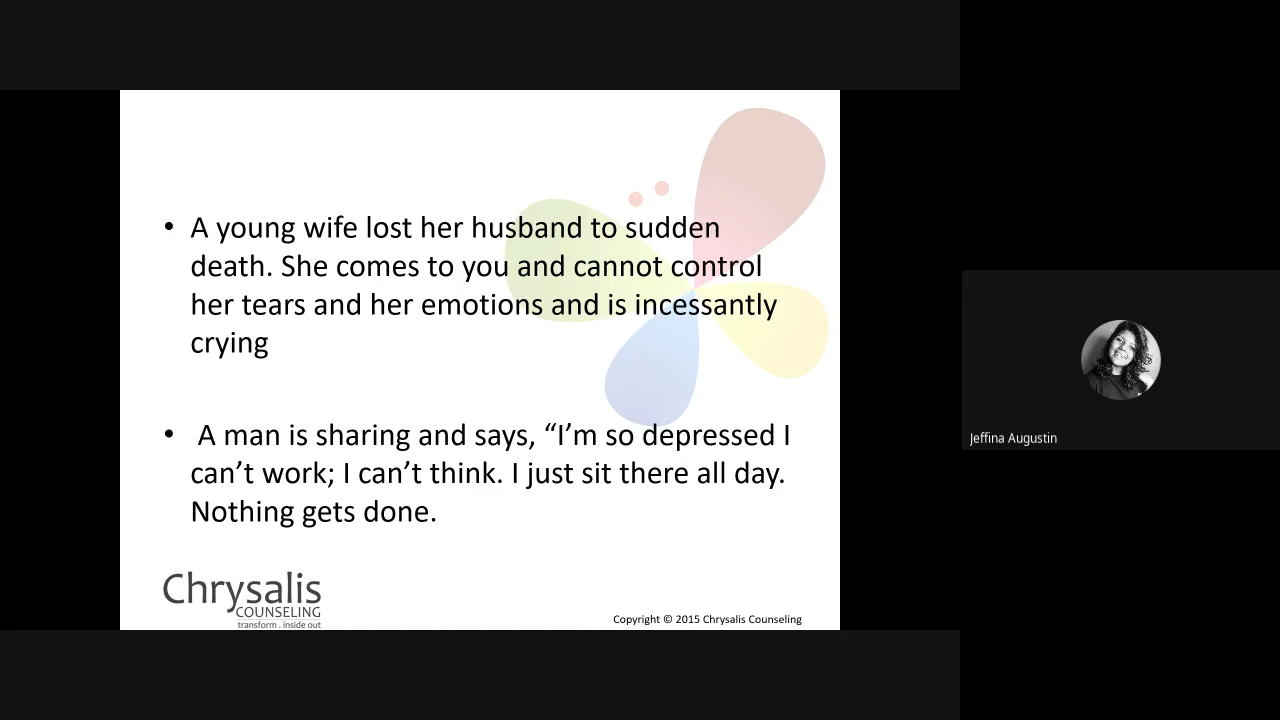 • A young wife lost her husband to sudden
death. She comes to you and cannot control
her tears and her emotions and is incessantly
crying
• A man is sharing and says, “I’m so depressed I
can’t work; I can’t think. I just sit there all day.
Nothing gets done.
Chrysalis
COUNSELING
transform . inside out
Copyright © 2015 Chrysalis Counseling
Jeffina Augustin